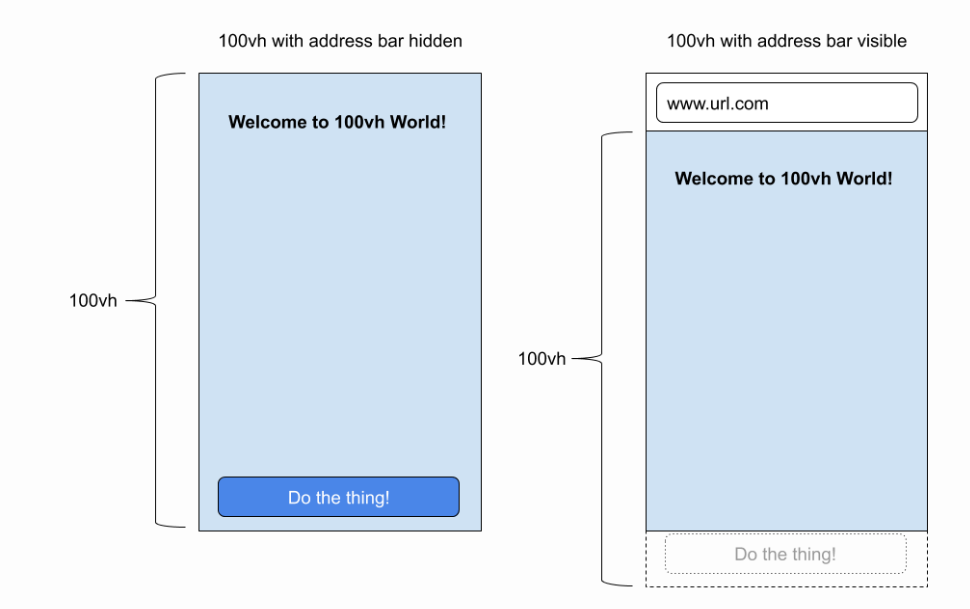 100vh with address bar hidden
Welcome to 100vh World!
100vh
Do the thing!
100vh with address bar visible
www.url.com
Welcome to 100vh World!
100vh
Do the thing!